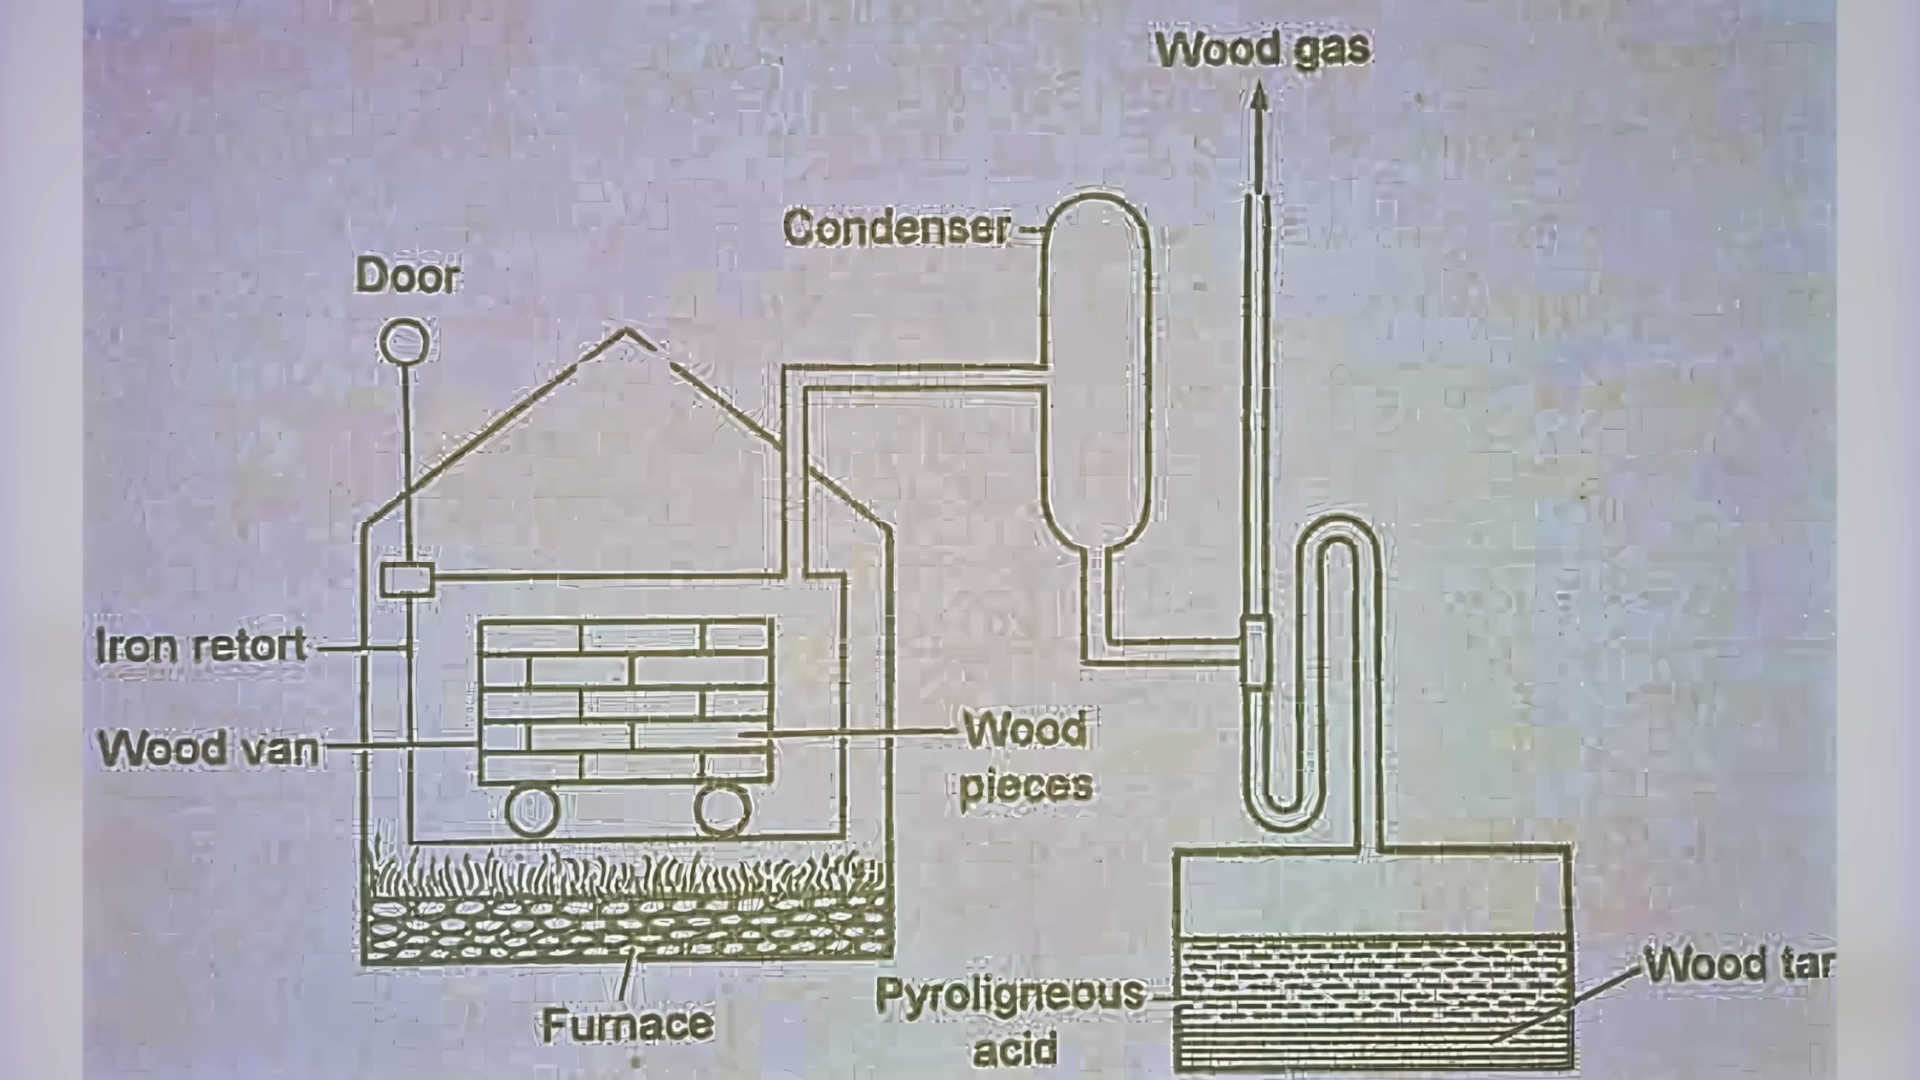 Wood gas
Condenser
Door
Iron retort
Wood van
Wood
pieces
Furnace
Pyroligneous
acid
Wood tar